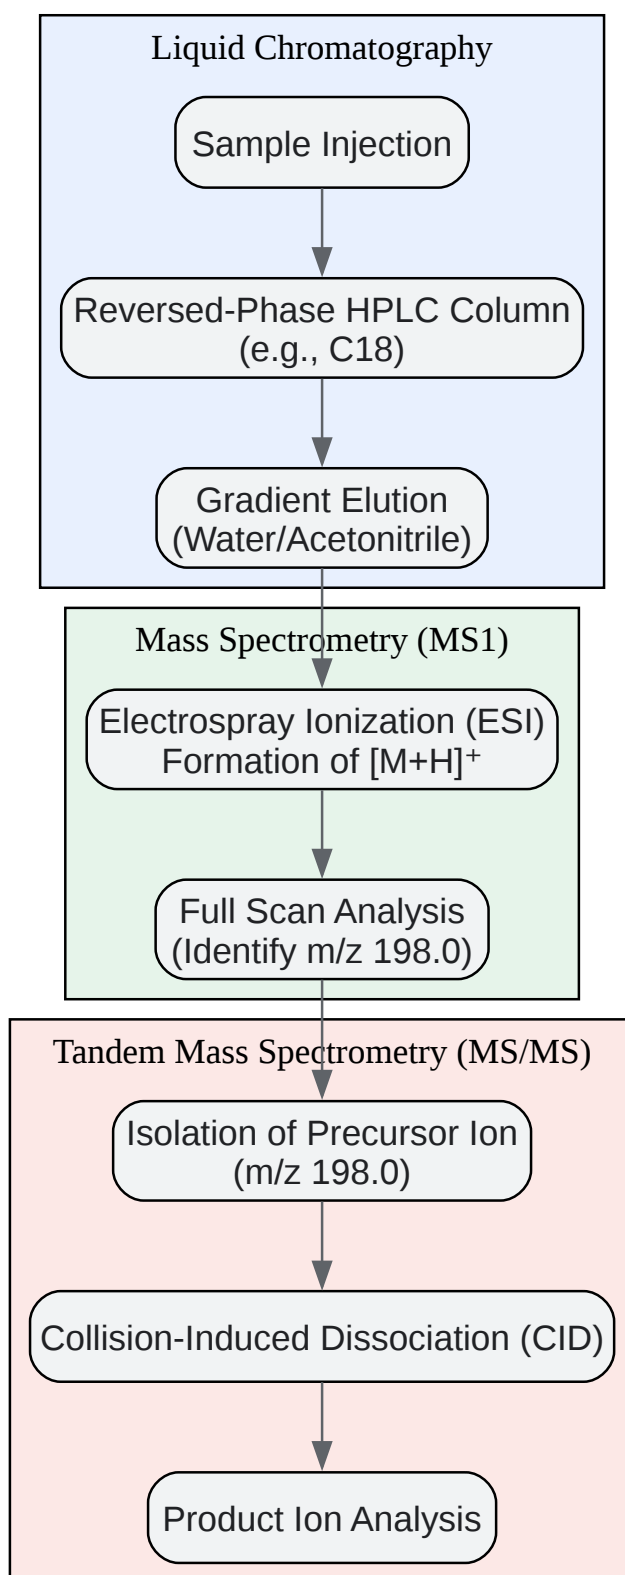 Liquid Chromatography
Sample Injection
Reversed-Phase HPLC Column
(e.g., C18)
Gradient Elution
(Water/Acetonitrile)
Mass Spectrometry (MS1)
Electrospray Ionization (ESI)
Formation of [M+H]⁺
Full Scan Analysis
(Identify m/z 198.0)
Tandem Mass Spectrometry (MS/MS)
Isolation of Precursor Ion
(m/z 198.0)
Collision-Induced Dissociation (CID)
Product Ion Analysis